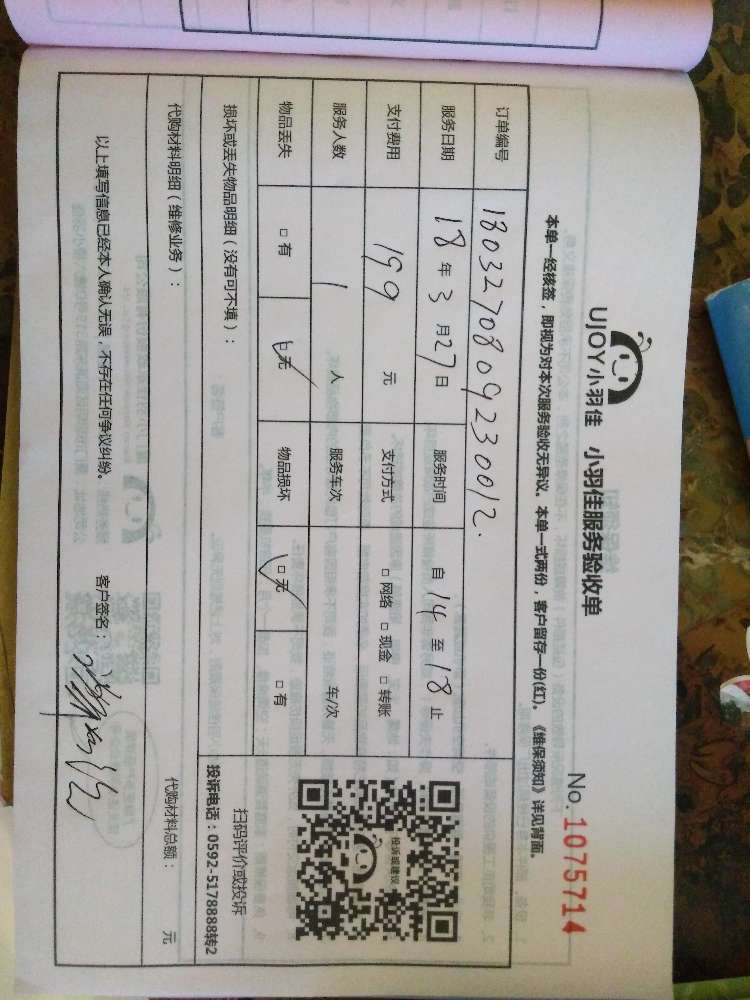 UJOY小羽佳 小羽佳服务验收单
No. 1075714
本单一经核签，即视为对本次服务验收无异议。本单一式两份，客户留存一份(红)。《维保须知》详见背面。
订单编号 180327080923 0012.
服务日期 18年3月27日 服务时间 自14至18止
支付费用 199元 支付方式 □网络 □现金 □转账
服务人数 1人 服务车次 车/次
物品丢失 □有 □无 物品损坏 □无 □有
投诉或建议
扫码评价或投诉
投诉电话：0592-5178888转2
损坏或丢失物品明细（没有可不填）：
代购材料明细（维修业务）： 代购材料总额： 元
以上填写信息已经本人确认无误，不存在任何争议纠纷。 客户签名：